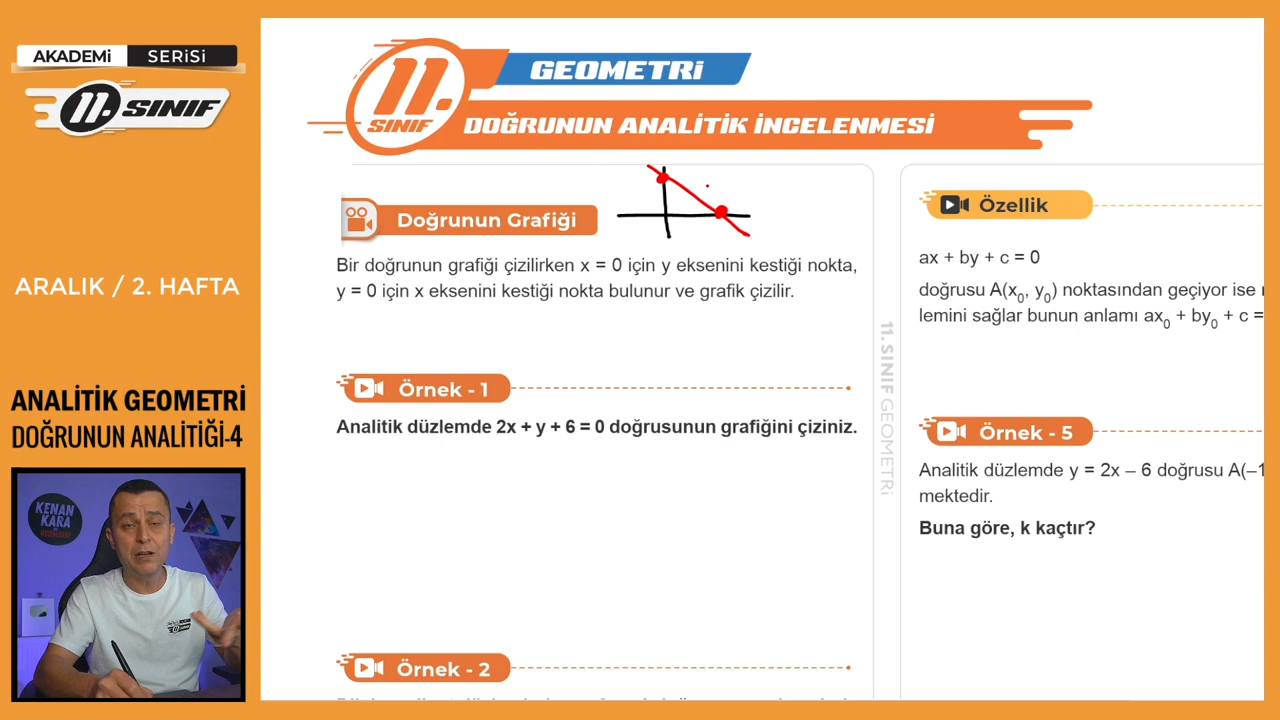 AKADEMİ SERİSİ
11. SINIF
ARALIK / 2. HAFTA
ANALİTİK GEOMETRİ
DOĞRUNUN ANALİTİĞİ-4
KENAN
KARA
11. SINIF
GEOMETRİ
DOĞRUNUN ANALİTİK İNCELENMESİ
Doğrunun Grafiği
Bir doğrunun grafiği çizilirken x = 0 için y eksenini kestiği nokta,
y = 0 için x eksenini kestiği nokta bulunur ve grafik çizilir.
Örnek - 1
Analitik düzlemde 2x + y + 6 = 0 doğrusunun grafiğini çiziniz.
Örnek - 2
11. SINIF GEOMETRİ
Özellik
ax + by + c = 0
doğrusu A(x₀, y₀) noktasından geçiyor ise
lemini sağlar bunun anlamı ax₀ + by₀ + c =
Örnek - 5
Analitik düzlemde y = 2x – 6 doğrusu A(–1
mektedir.
Buna göre, k kaçtır?